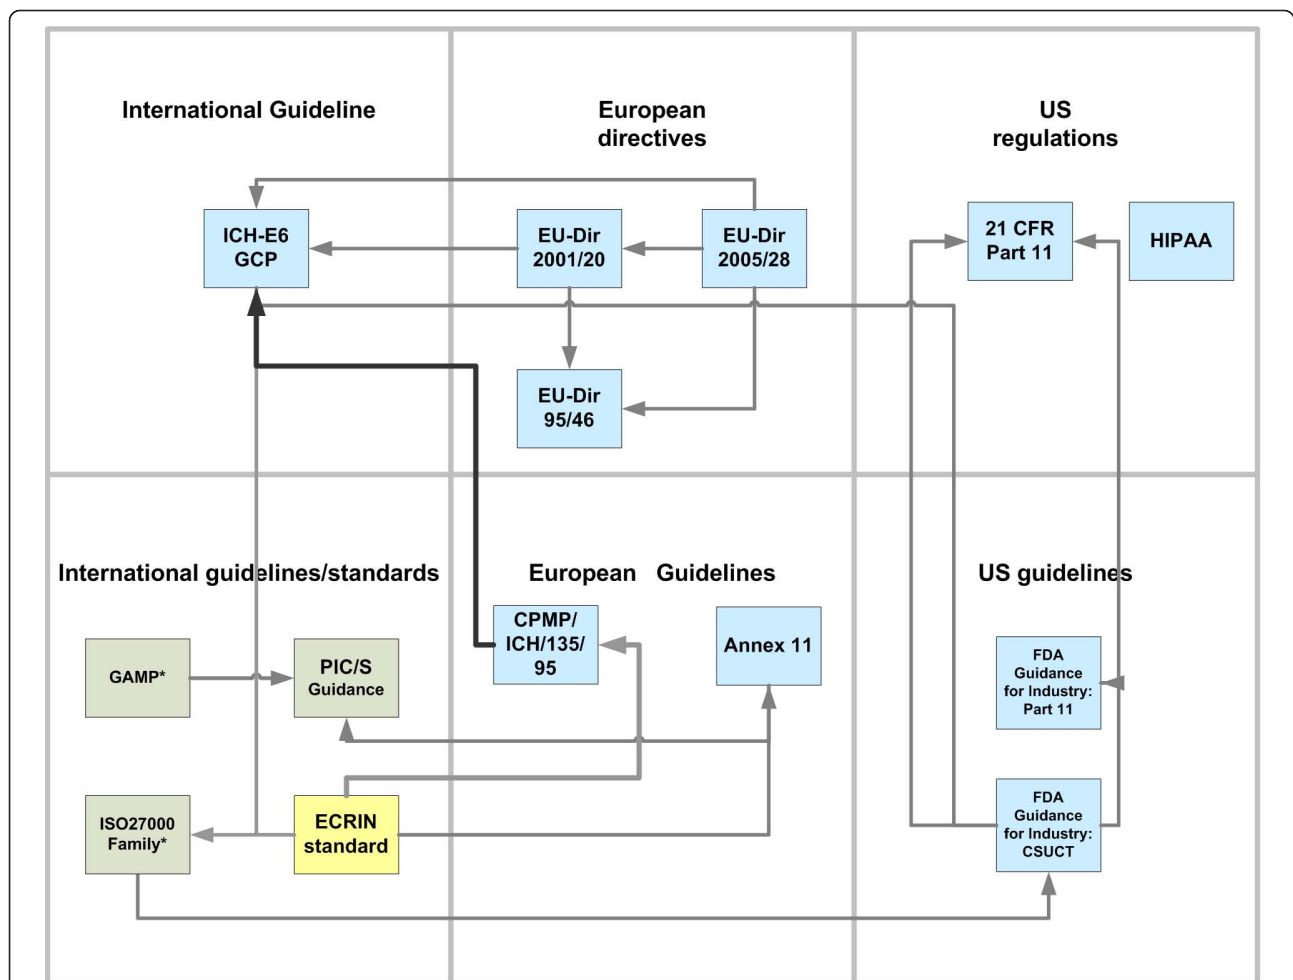 International Guideline
European
directives
US
regulations
ICH-E6
GCP
EU-Dir
2001/20
EU-Dir
2005/28
21 CFR
Part 11
HIPAA
EU-Dir
95/46
International guidelines/standards
European Guidelines
US guidelines
GAMP*
PIC/S
Guidance
CPMP/
ICH/135/
95
Annex 11
FDA
Guidance
for Industry:
Part 11
ISO27000
Family*
ECRIN
standard
FDA
Guidance
for Industry:
CSUCT